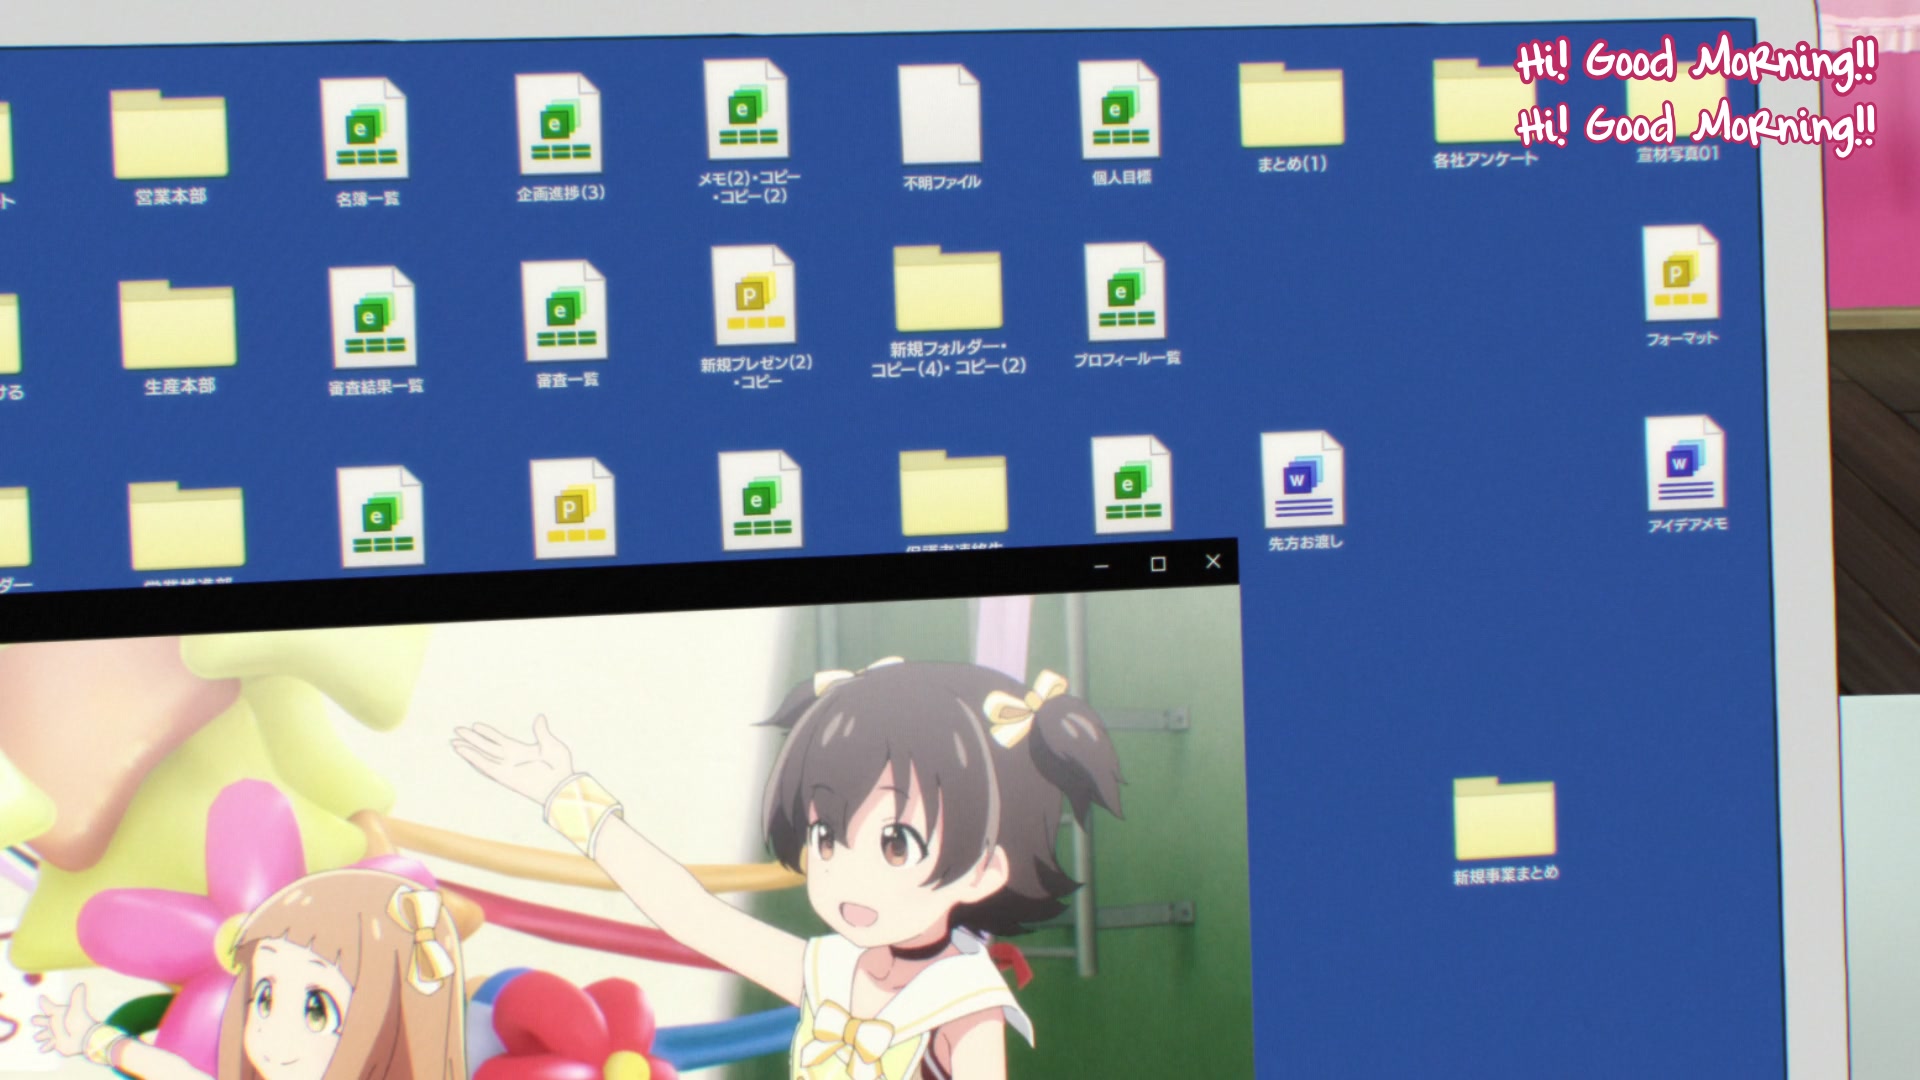 Hi! Good Morning!!
Hi! Good Morning!!
ト
営業本部
名簿一覧
企画進捗(3)
メモ(2)・コピー
・コピー(2)
不明ファイル
個人目標
まとめ(1)
各社アンケート
宣材写真01
ける
生産本部
審査結果一覧
審査一覧
新規プレゼン(2)
・コピー
新規フォルダー・
コピー(4)・コピー(2)
プロフィール一覧
フォーマット
ダー
先方お渡し
アイデアメモ
新規事業まとめ